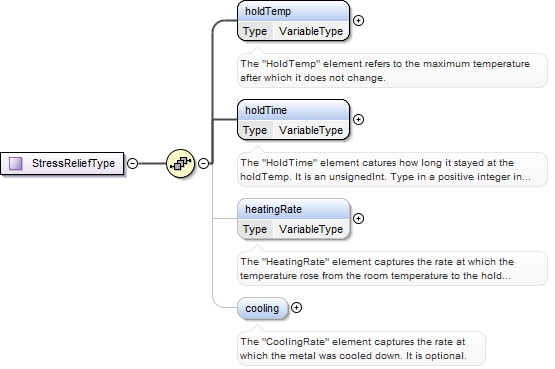 holdTemp
Type VariableType
The "HoldTemp" element refers to the maximum temperature
after which it does not change.
holdTime
Type VariableType
The "HoldTime" element catures how long it stayed at the
holdTemp. It is an unsignedInt. Type in a positive integer in...
StressReliefType
heatingRate
Type VariableType
The "HeatingRate" element captures the rate at which the
temperature rose from the room temperature to the hold...
cooling
The "CoolingRate" element captures the rate at
which the metal was cooled down. It is optional.